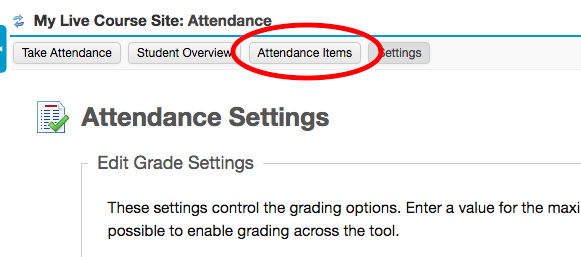 My Live Course Site: Attendance
Take Attendance Student Overview Attendance Items Settings
Attendance Settings
Edit Grade Settings
These settings control the grading options. Enter a value for the maxi
possible to enable grading across the tool.